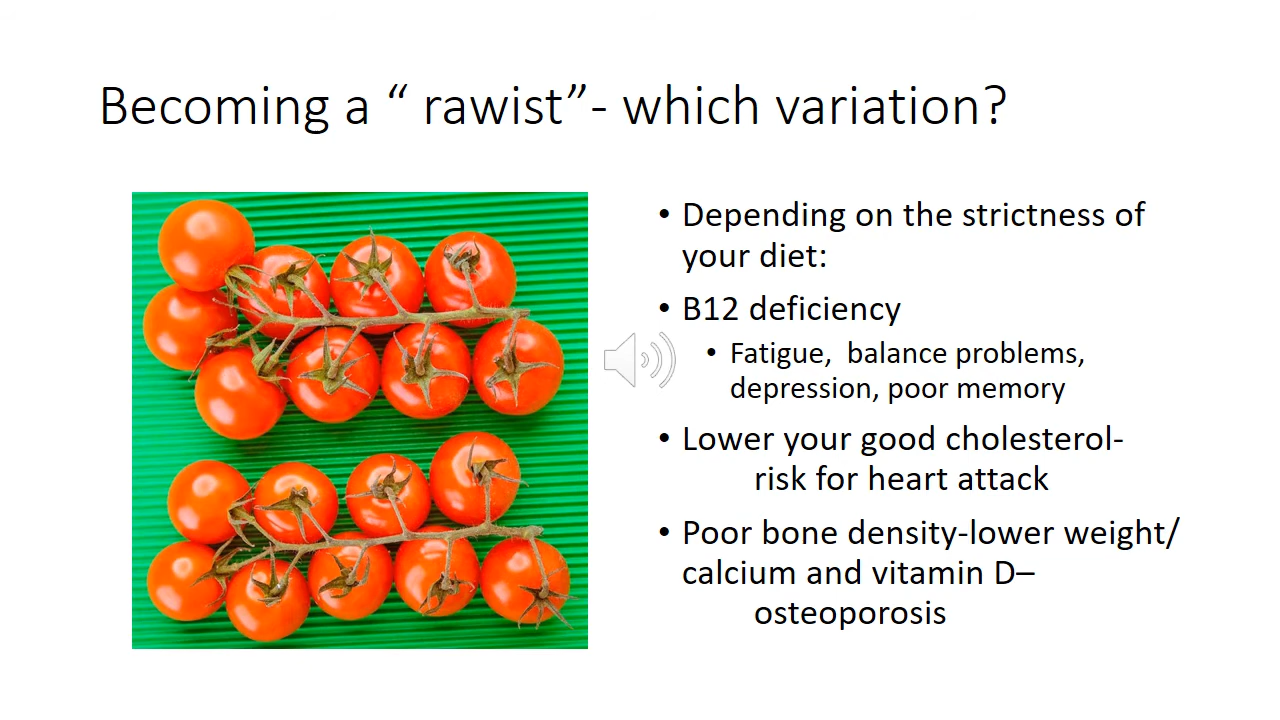 Becoming a “ rawist”- which variation?
• Depending on the strictness of
your diet:
• B12 deficiency
• Fatigue,  balance problems,
depression, poor memory
• Lower your good cholesterol-
risk for heart attack
• Poor bone density-lower weight/
calcium and vitamin D–
osteoporosis